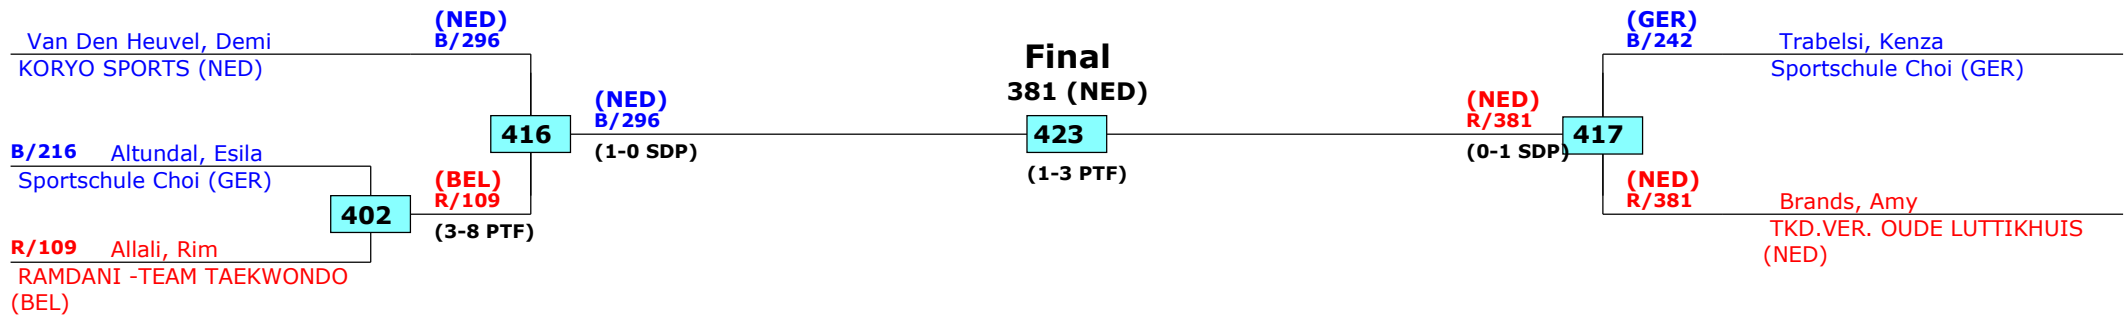 (NED)
B/296
Van Den Heuvel, Demi
KORYO SPORTS (NED)
B/216 Altundal, Esila
Sportschule Choi (GER)
402
R/109 Allali, Rim
RAMDANI -TEAM TAEKWONDO
(BEL)
(BEL)
R/109
(3-8 PTF)
416
(NED)
B/296
(1-0 SDP)
Final
381 (NED)
423
(1-3 PTF)
(NED)
R/381
(0-1 SDP)
417
(GER)
B/242
Trabelsi, Kenza
Sportschule Choi (GER)
(NED)
R/381
Brands, Amy
TKD.VER. OUDE LUTTIKHUIS
(NED)